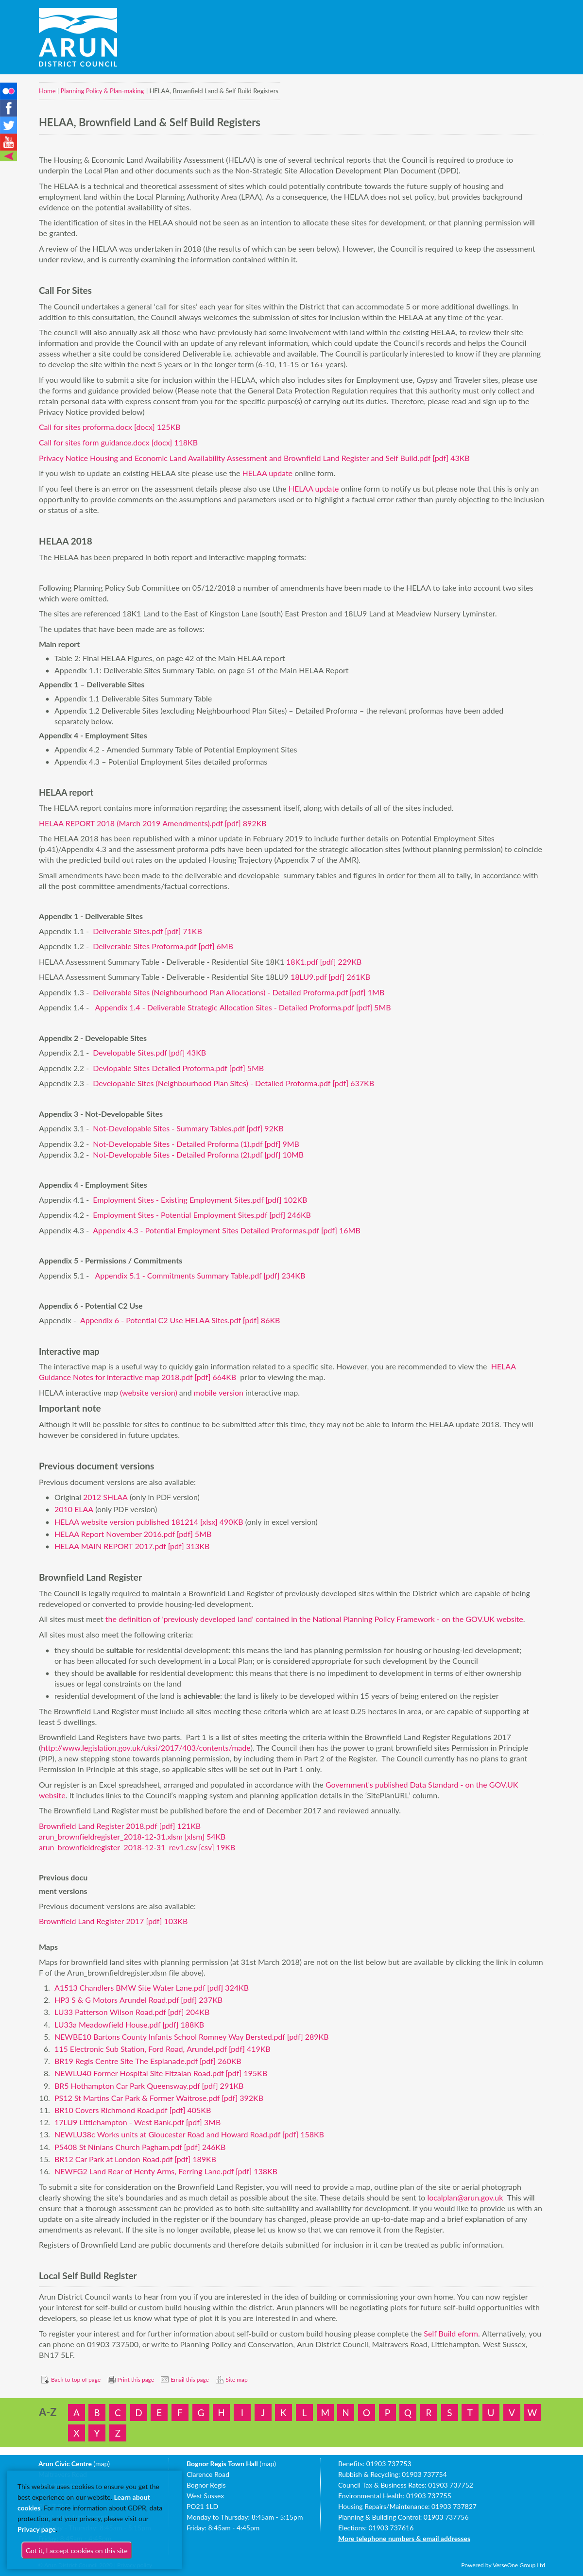 ARUN
DISTRICT COUNCIL
Home | Planning Policy & Plan-making | HELAA, Brownfield Land & Self Build Registers
HELAA, Brownfield Land & Self Build Registers
You Tube
The Housing & Economic Land Availability Assessment (HELAA) is one of several technical reports that the Council is required to produce to
underpin the Local Plan and other documents such as the Non-Strategic Site Allocation Development Plan Document (DPD).
The HELAA is a technical and theoretical assessment of sites which could potentially contribute towards the future supply of housing and
employment land within the Local Planning Authority Area (LPAA). As a consequence, the HELAA does not set policy, but provides background
evidence on the potential availability of sites.
The identification of sites in the HELAA should not be seen as an intention to allocate these sites for development, or that planning permission will
be granted.
A review of the HELAA was undertaken in 2018 (the results of which can be seen below). However, the Council is required to keep the assessment
under review, and is currently examining the information contained within it.
Call For Sites
The Council undertakes a general 'call for sites' each year for sites within the District that can accommodate 5 or more additional dwellings. In
addition to this consultation, the Council always welcomes the submission of sites for inclusion within the HELAA at any time of the year.
The council will also annually ask all those who have previously had some involvement with land within the existing HELAA, to review their site
information and provide the Council with an update of any relevant information, which could update the Council's records and helps the Council
assess whether a site could be considered Deliverable i.e. achievable and available. The Council is particularly interested to know if they are planning
to develop the site within the next 5 years or in the longer term (6-10, 11-15 or 16+ years).
If you would like to submit a site for inclusion within the HELAA, which also includes sites for Employment use, Gypsy and Traveler sites, please use
the forms and guidance provided below (Please note that the General Data Protection Regulation requires that this authority must only collect and
retain personal data with express consent from you for the specific purpose(s) of carrying out its duties. Therefore, please read and sign up to the
Privacy Notice provided below)
Call for sites proforma.docx [docx] 125KB
Call for sites form guidance.docx [docx] 118KB
Privacy Notice Housing and Economic Land Availability Assessment and Brownfield Land Register and Self Build.pdf [pdf] 43KB
If you wish to update an existing HELAA site please use the HELAA update online form.
If you feel there is an error on the assessment details please also use tthe HELAA update online form to notify us but please note that this is only an
opportunity to provide comments on the assumptions and parameters used or to highlight a factual error rather than purely objecting to the inclusion
or status of a site.
HELAA 2018
The HELAA has been prepared in both report and interactive mapping formats:
Following Planning Policy Sub Committee on 05/12/2018 a number of amendments have been made to the HELAA to take into account two sites
which were omitted.
The sites are referenced 18K1 Land to the East of Kingston Lane (south) East Preston and 18LU9 Land at Meadview Nursery Lyminster.
The updates that have been made are as follows:
Main report
• Table 2: Final HELAA Figures, on page 42 of the Main HELAA report
• Appendix 1.1: Deliverable Sites Summary Table, on page 51 of the Main HELAA Report
Appendix 1 – Deliverable Sites
• Appendix 1.1 Deliverable Sites Summary Table
• Appendix 1.2 Deliverable Sites (excluding Neighbourhood Plan Sites) – Detailed Proforma – the relevant proformas have been added
separately below.
Appendix 4 - Employment Sites
• Appendix 4.2 - Amended Summary Table of Potential Employment Sites
• Appendix 4.3 – Potential Employment Sites detailed proformas
HELAA report
The HELAA report contains more information regarding the assessment itself, along with details of all of the sites included.
HELAA REPORT 2018 (March 2019 Amendments).pdf [pdf] 892KB
The HELAA 2018 has been republished with a minor update in February 2019 to include further details on Potential Employment Sites
(p.41)/Appendix 4.3 and the assessment proforma pdfs have been updated for the strategic allocation sites (without planning permission) to coincide
with the predicted build out rates on the updated Housing Trajectory (Appendix 7 of the AMR).
Small amendments have been made to the deliverable and developable summary tables and figures in order for them all to tally, in accordance with
all the post committee amendments/factual corrections.
Appendix 1 - Deliverable Sites
Appendix 1.1 - Deliverable Sites.pdf [pdf] 71KB
Appendix 1.2 - Deliverable Sites Proforma.pdf [pdf] 6MB
HELAA Assessment Summary Table - Deliverable - Residential Site 18K1 18K1.pdf [pdf] 229KB
HELAA Assessment Summary Table - Deliverable - Residential Site 18LU9 18LU9.pdf [pdf] 261KB
Appendix 1.3 - Deliverable Sites (Neighbourhood Plan Allocations) - Detailed Proforma.pdf [pdf] 1MB
Appendix 1.4 - Appendix 1.4 - Deliverable Strategic Allocation Sites - Detailed Proforma.pdf [pdf] 5MB
Appendix 2 - Developable Sites
Appendix 2.1 - Developable Sites.pdf [pdf] 43KB
Appendix 2.2 - Devlopable Sites Detailed Proforma.pdf [pdf] 5MB
Appendix 2.3 - Developable Sites (Neighbourhood Plan Sites) - Detailed Proforma.pdf [pdf] 637KB
Appendix 3 - Not-Developable Sites
Appendix 3.1 - Not-Developable Sites - Summary Tables.pdf [pdf] 92KB
Appendix 3.2 - Not-Developable Sites - Detailed Proforma (1).pdf [pdf] 9MB
Appendix 3.2 - Not-Developable Sites - Detailed Proforma (2).pdf [pdf] 10MB
Appendix 4 - Employment Sites
Appendix 4.1 - Employment Sites - Existing Employment Sites.pdf [pdf] 102KB
Appendix 4.2 - Employment Sites - Potential Employment Sites.pdf [pdf] 246KB
Appendix 4.3 - Appendix 4.3 - Potential Employment Sites Detailed Proformas.pdf [pdf] 16MB
Appendix 5 - Permissions / Commitments
Appendix 5.1 - Appendix 5.1 - Commitments Summary Table.pdf [pdf] 234KB
Appendix 6 - Potential C2 Use
Appendix - Appendix 6 - Potential C2 Use HELAA Sites.pdf [pdf] 86KB
Interactive map
The interactive map is a useful way to quickly gain information related to a specific site. However, you are recommended to view the HELAA
Guidance Notes for interactive map 2018.pdf [pdf] 664KB prior to viewing the map.
HELAA interactive map (website version) and mobile version interactive map.
Important note
Although it will be possible for sites to continue to be submitted after this time, they may not be able to inform the HELAA update 2018. They will
however be considered in future updates.
Previous document versions
Previous document versions are also available:
• Original 2012 SHLAA (only in PDF version)
• 2010 ELAA (only PDF version)
• HELAA website version published 181214 [xlsx] 490KB (only in excel version)
• HELAA Report November 2016.pdf [pdf] 5MB
• HELAA MAIN REPORT 2017.pdf [pdf] 313KB
Brownfield Land Register
The Council is legally required to maintain a Brownfield Land Register of previously developed sites within the District which are capable of being
redeveloped or converted to provide housing-led development.
All sites must meet the definition of 'previously developed land' contained in the National Planning Policy Framework - on the GOV.UK website.
All sites must also meet the following criteria:
• they should be suitable for residential development: this means the land has planning permission for housing or housing-led development;
or has been allocated for such development in a Local Plan; or is considered appropriate for such development by the Council
• they should be available for residential development: this means that there is no impediment to development in terms of either ownership
issues or legal constraints on the land
• residential development of the land is achievable: the land is likely to be developed within 15 years of being entered on the register
The Brownfield Land Register must include all sites meeting these criteria which are at least 0.25 hectares in area, or are capable of supporting at
least 5 dwellings.
Brownfield Land Registers have two parts. Part 1 is a list of sites meeting the criteria within the Brownfield Land Register Regulations 2017
(http://www.legislation.gov.uk/uksi/2017/403/contents/made). The Council then has the power to grant brownfield sites Permission in Principle
(PIP), a new stepping stone towards planning permission, by including them in Part 2 of the Register. The Council currently has no plans to grant
Permission in Principle at this stage, so applicable sites will be set out in Part 1 only.
Our register is an Excel spreadsheet, arranged and populated in accordance with the Government's published Data Standard - on the GOV.UK
website. It includes links to the Council's mapping system and planning application details in the 'SitePlanURL' column.
The Brownfield Land Register must be published before the end of December 2017 and reviewed annually.
Brownfield Land Register 2018.pdf [pdf] 121KB
arun_brownfieldregister_2018-12-31.xlsm [xlsm] 54KB
arun_brownfieldregister_2018-12-31_rev1.csv [csv] 19KB
Previous docu
ment versions
Previous document versions are also available:
Brownfield Land Register 2017 [pdf] 103KB
Maps
Maps for brownfield land sites with planning permission (at 31st March 2018) are not on the list below but are available by clicking the link in column
F of the Arun_brownfieldregister.xlsm file above).
1. A1513 Chandlers BMW Site Water Lane.pdf [pdf] 324KB
2. HP3 S & G Motors Arundel Road.pdf [pdf] 237KB
3. LU33 Patterson Wilson Road.pdf [pdf] 204KB
4. LU33a Meadowfield House.pdf [pdf] 188KB
5. NEWBE10 Bartons County Infants School Romney Way Bersted.pdf [pdf] 289KB
6. 115 Electronic Sub Station, Ford Road, Arundel.pdf [pdf] 419KB
7. BR19 Regis Centre Site The Esplanade.pdf [pdf] 260KB
8. NEWLU40 Former Hospital Site Fitzalan Road.pdf [pdf] 195KB
9. BR5 Hothampton Car Park Queensway.pdf [pdf] 291KB
10. PS12 St Martins Car Park & Former Waitrose.pdf [pdf] 392KB
11. BR10 Covers Richmond Road.pdf [pdf] 405KB
12. 17LU9 Littlehampton - West Bank.pdf [pdf] 3MB
13. NEWLU38c Works units at Gloucester Road and Howard Road.pdf [pdf] 158KB
14. P5408 St Ninians Church Pagham.pdf [pdf] 246KB
15. BR12 Car Park at London Road.pdf [pdf] 189KB
16. NEWFG2 Land Rear of Henty Arms, Ferring Lane.pdf [pdf] 138KB
To submit a site for consideration on the Brownfield Land Register, you will need to provide a map, outline plan of the site or aerial photograph
clearly showing the site's boundaries and as much detail as possible about the site. These details should be sent to localplan@arun.gov.uk This will
ensure that a thorough assessment can be provided as to both site suitability and availability for development. If you would like to provide us with an
update on a site already in the register or if the boundary has changed or been altered, please provide an up-to-date map and a brief explanation of any
amendments as relevant. If the site is no longer available, please let us know so that we can remove it from the Register.
Registers of Brownfield Land are public documents and therefore details submitted for inclusion in it can be treated as public information.
Local Self Build Register
Arun District Council wants to hear from you if you are interested in the idea of building or commissioning your own home. You can now register
your interest for self-build or custom build housing within the district. Arun planners will be negotiating plots for future self-build opportunities with
developers, so please let us know what type of plot it is you are interested in and where.
To register your interest and for further information about self-build or custom build housing please complete the Self Build eform. Alternatively, you
can phone on 01903 737500, or write to Planning Policy and Conservation, Arun District Council, Maltravers Road, Littlehampton. West Sussex,
BN17 5LF.
Back to top of page Print this page Email this page Site map
A-Z A B C D E F G H I J K L M N O P Q R S T U V W
X Y Z
Arun Civic Centre (map)
Bognor Regis Town Hall (map)
Clarence Road
Bognor Regis
West Sussex
PO21 1LD
Monday to Thursday: 8:45am - 5:15pm
Friday: 8:45am - 4:45pm
Benefits: 01903 737753
Rubbish & Recycling: 01903 737754
Council Tax & Business Rates: 01903 737752
Environmental Health: 01903 737755
Housing Repairs/Maintenance: 01903 737827
Planning & Building Control: 01903 737756
Elections: 01903 737616
More telephone numbers & email addresses
This website uses cookies to ensure you get the
best experience on our website. Learn about
cookies. For more information about GDPR, data
protection, and your privacy, please visit our
Privacy page.
Got it, I accept cookies on this site
Powered by VerseOne Group Ltd